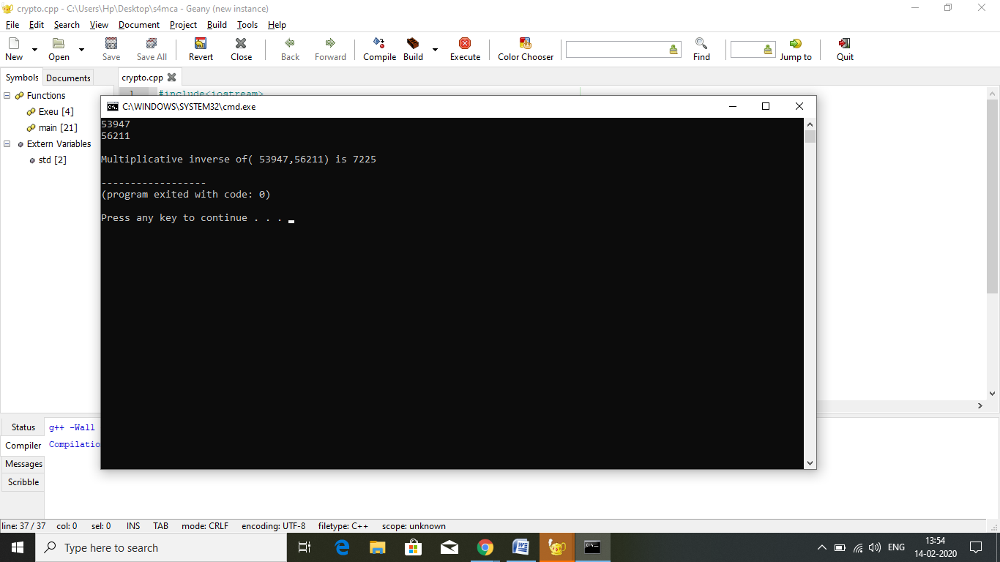 crypto.cpp - C:\Users\Hp\Desktop\s4mca - Geany (new instance)
File Edit Search View Document Project Build Tools Help
New Open Save Save All Revert Close Back Forward Compile Build Execute Color Chooser Find Jump to Quit
Symbols Documents crypto.cpp
Functions
Exeu [4]
main [21]
Extern Variables
std [2]
1 #include<iostream>
C:\WINDOWS\SYSTEM32\cmd.exe
53947
56211
Multiplicative inverse of( 53947,56211) is 7225
------------------
(program exited with code: 0)
Press any key to continue . . .
Status
Compiler
Messages
Scribble
g++ -Wall
Compilatio
line: 37 / 37 col: 0 sel: 0 INS TAB mode: CRLF encoding: UTF-8 filetype: C++ scope: unknown
Type here to search
ENG
13:54
14-02-2020